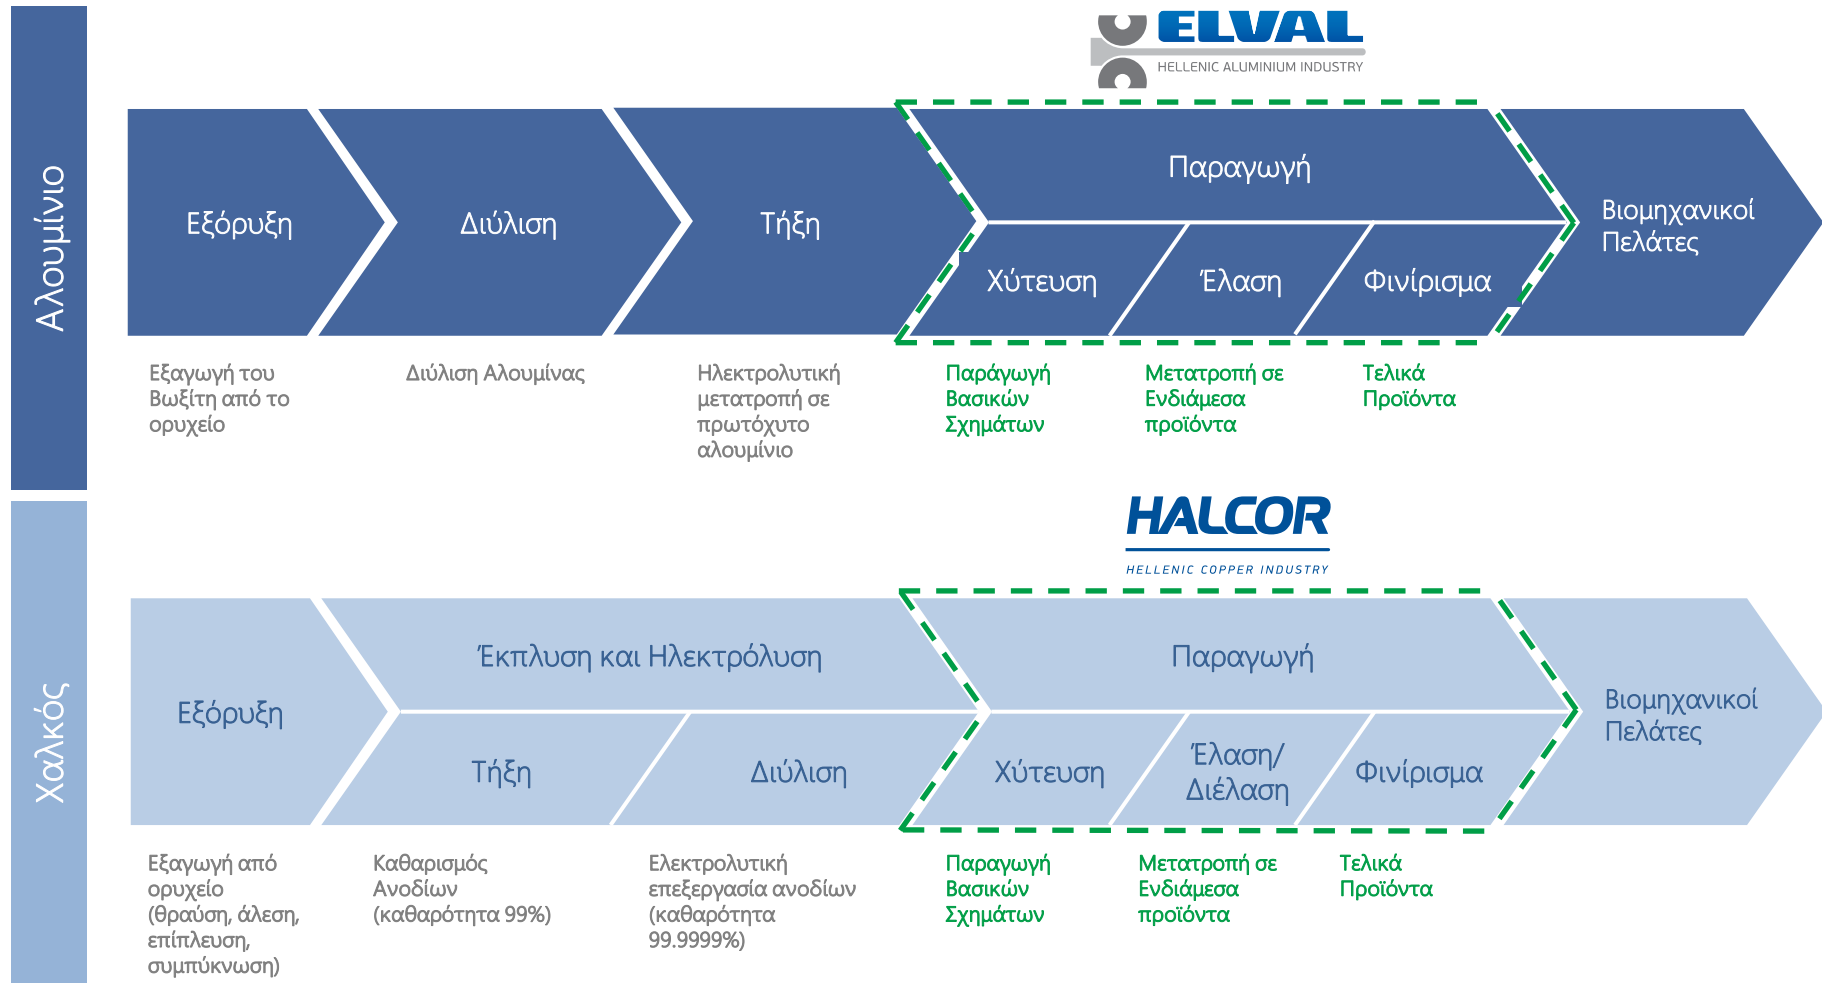 ELVAL
HELLENIC ALUMINIUM INDUSTRY
Αλουμίνιο
Εξόρυξη
Διύλιση
Τήξη
Παραγωγή
Χύτευση
Έλαση
Φινίρισμα
Βιομηχανικοί
Πελάτες
Εξαγωγή του
Βωξίτη από το
ορυχείο
Διύλιση Αλουμίνας
Ηλεκτρολυτική
μετατροπή σε
πρωτόχυτο
αλουμίνιο
Παράγωγή
Βασικών
Σχημάτων
Μετατροπή σε
Ενδιάμεσα
προϊόντα
Τελικά
Προϊόντα
HALCOR
HELLENIC COPPER INDUSTRY
Χαλκός
Εξόρυξη
Έκπλυση και Ηλεκτρόλυση
Τήξη
Διύλιση
Παραγωγή
Χύτευση
Έλαση/
Διέλαση
Φινίρισμα
Βιομηχανικοί
Πελάτες
Εξαγωγή από
ορυχείο
(θραύση, άλεση,
επίπλευση,
συμπύκνωση)
Καθαρισμός
Ανοδίων
(καθαρότητα 99%)
Ελεκτρολυτική
επεξεργασία ανοδίων
(καθαρότητα
99.9999%)
Παραγωγή
Βασικών
Σχημάτων
Μετατροπή σε
Ενδιάμεσα
προϊόντα
Τελικά
Προϊόντα